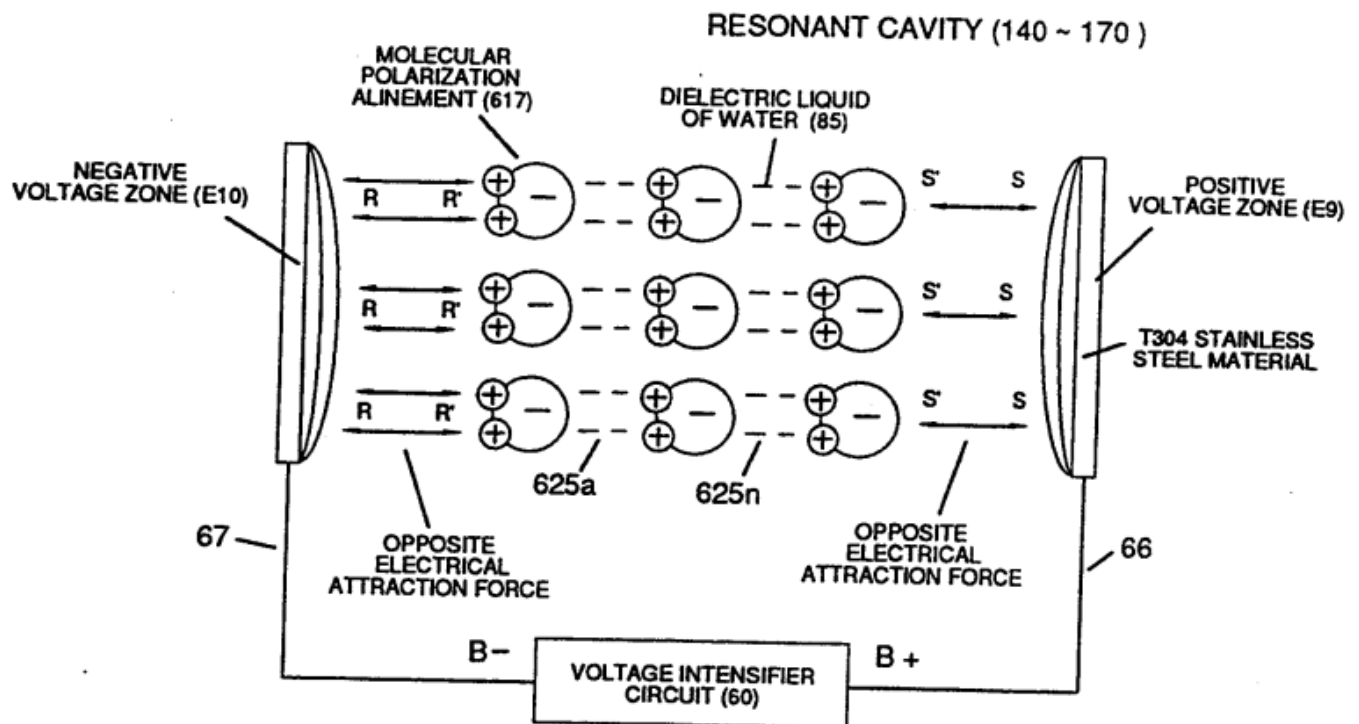 RESONANT CAVITY (140 ~ 170 )
MOLECULAR
POLARIZATION
ALINEMENT (617)
DIELECTRIC LIQUID
OF WATER (85)
NEGATIVE
VOLTAGE ZONE (E10)
POSITIVE
VOLTAGE ZONE (E9)
R R'
+ − + − + −
+ + +
S' S
R R'
+ − + − + −
+ + +
S' S
T304 STAINLESS
STEEL MATERIAL
R R'
+ − + − + −
+ + +
S' S
625a
625n
67
OPPOSITE
ELECTRICAL
ATTRACTION FORCE
OPPOSITE
ELECTRICAL
ATTRACTION FORCE
66
B−
B +
VOLTAGE INTENSIFIER
CIRCUIT (60)